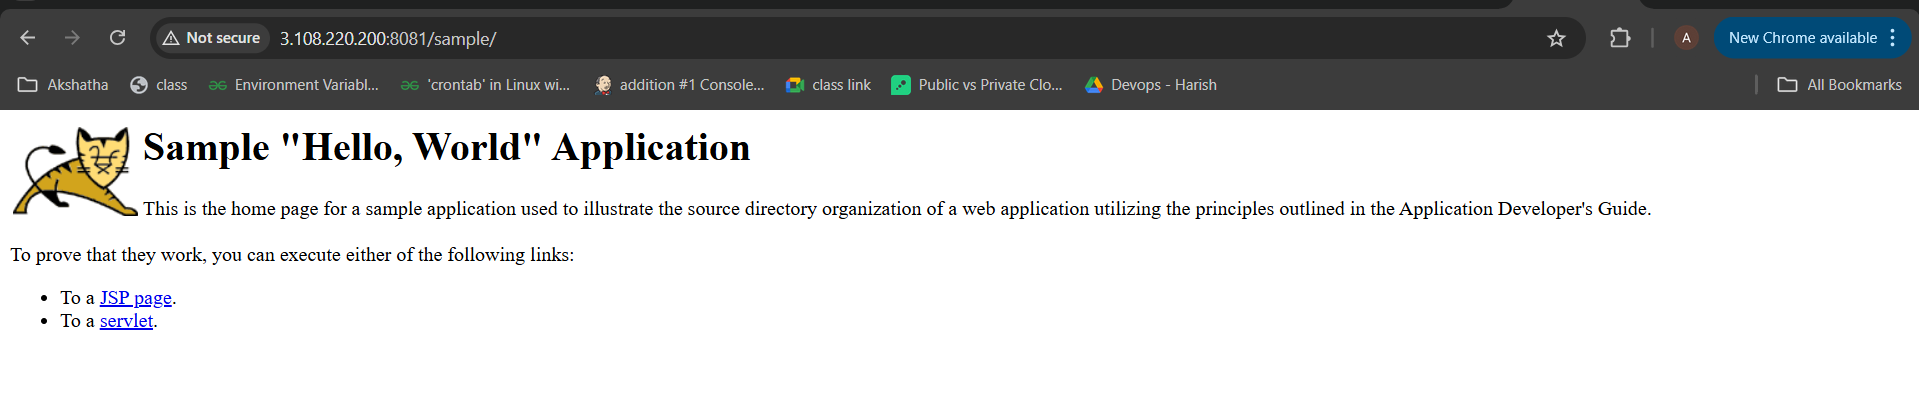 Not secure 3.108.220.200:8081/sample/ A New Chrome available
Akshatha class Environment Variabl... 'crontab' in Linux wi... addition #1 Console... class link Public vs Private Clo... Devops - Harish All Bookmarks
Sample "Hello, World" Application
This is the home page for a sample application used to illustrate the source directory organization of a web application utilizing the principles outlined in the Application Developer's Guide.
To prove that they work, you can execute either of the following links:
• To a JSP page.
• To a servlet.